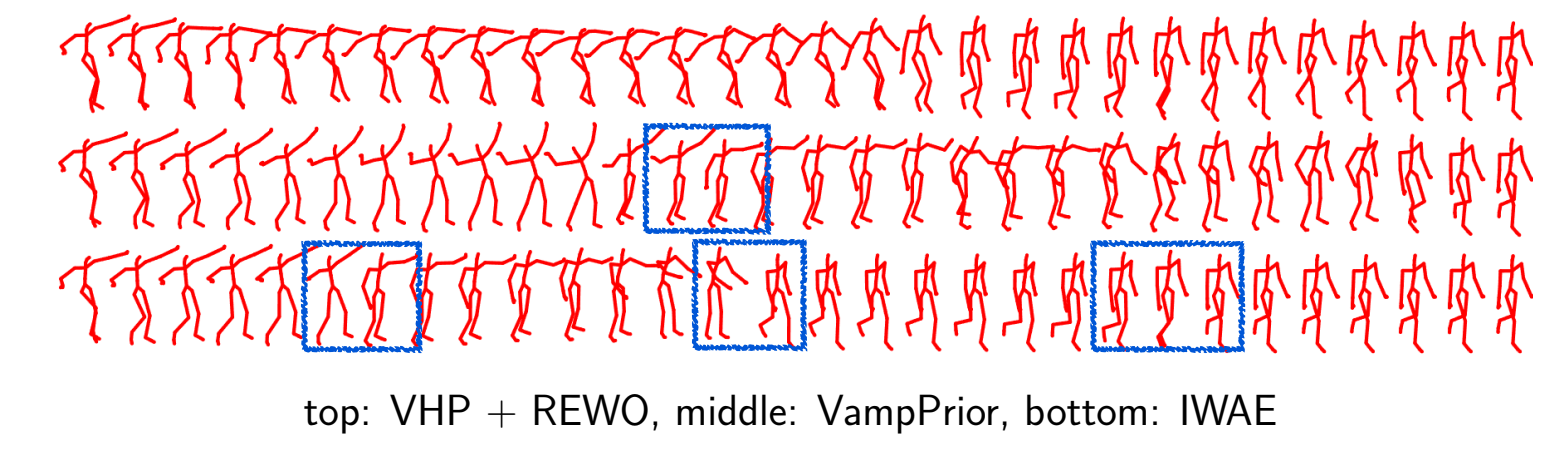 top: VHP + REWO, middle: VampPrior, bottom: IWAE